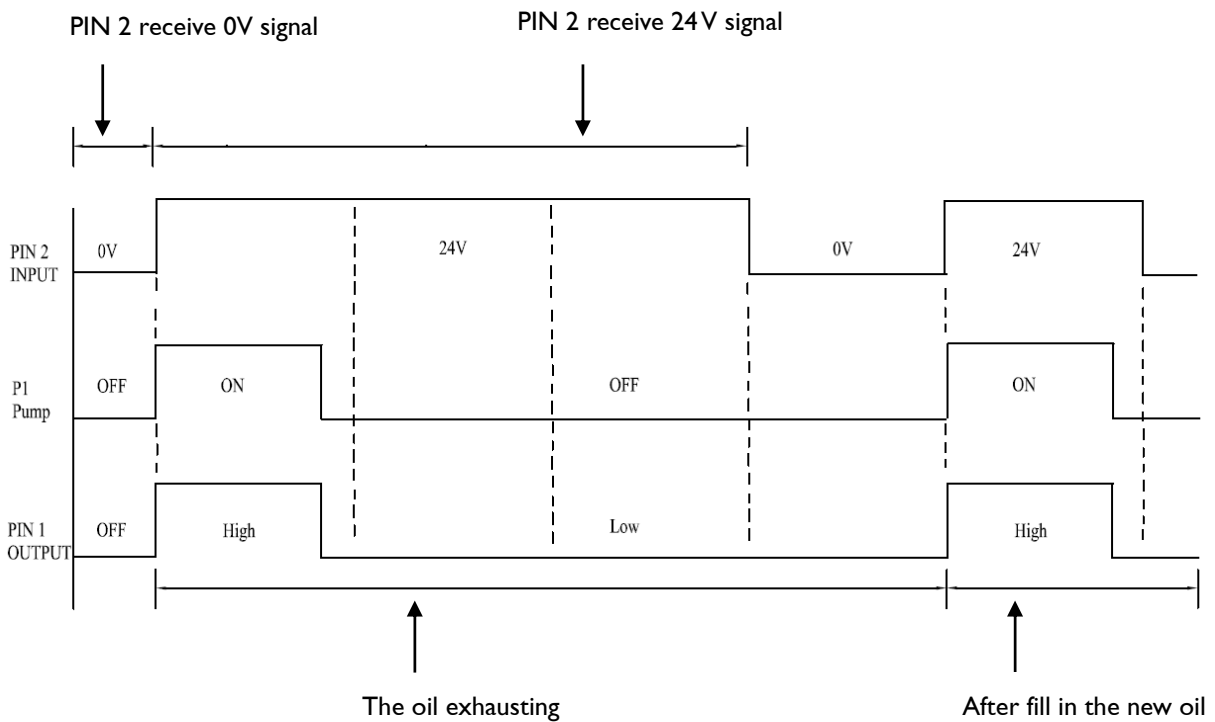 PIN 2 receive 0V signal
PIN 2 receive 24V signal
PIN 2
INPUT
0V
24V
0V
24V
P1
Pump
OFF
ON
OFF
ON
PIN 1
OUTPUT
OFF
High
Low
High
The oil exhausting
After fill in the new oil